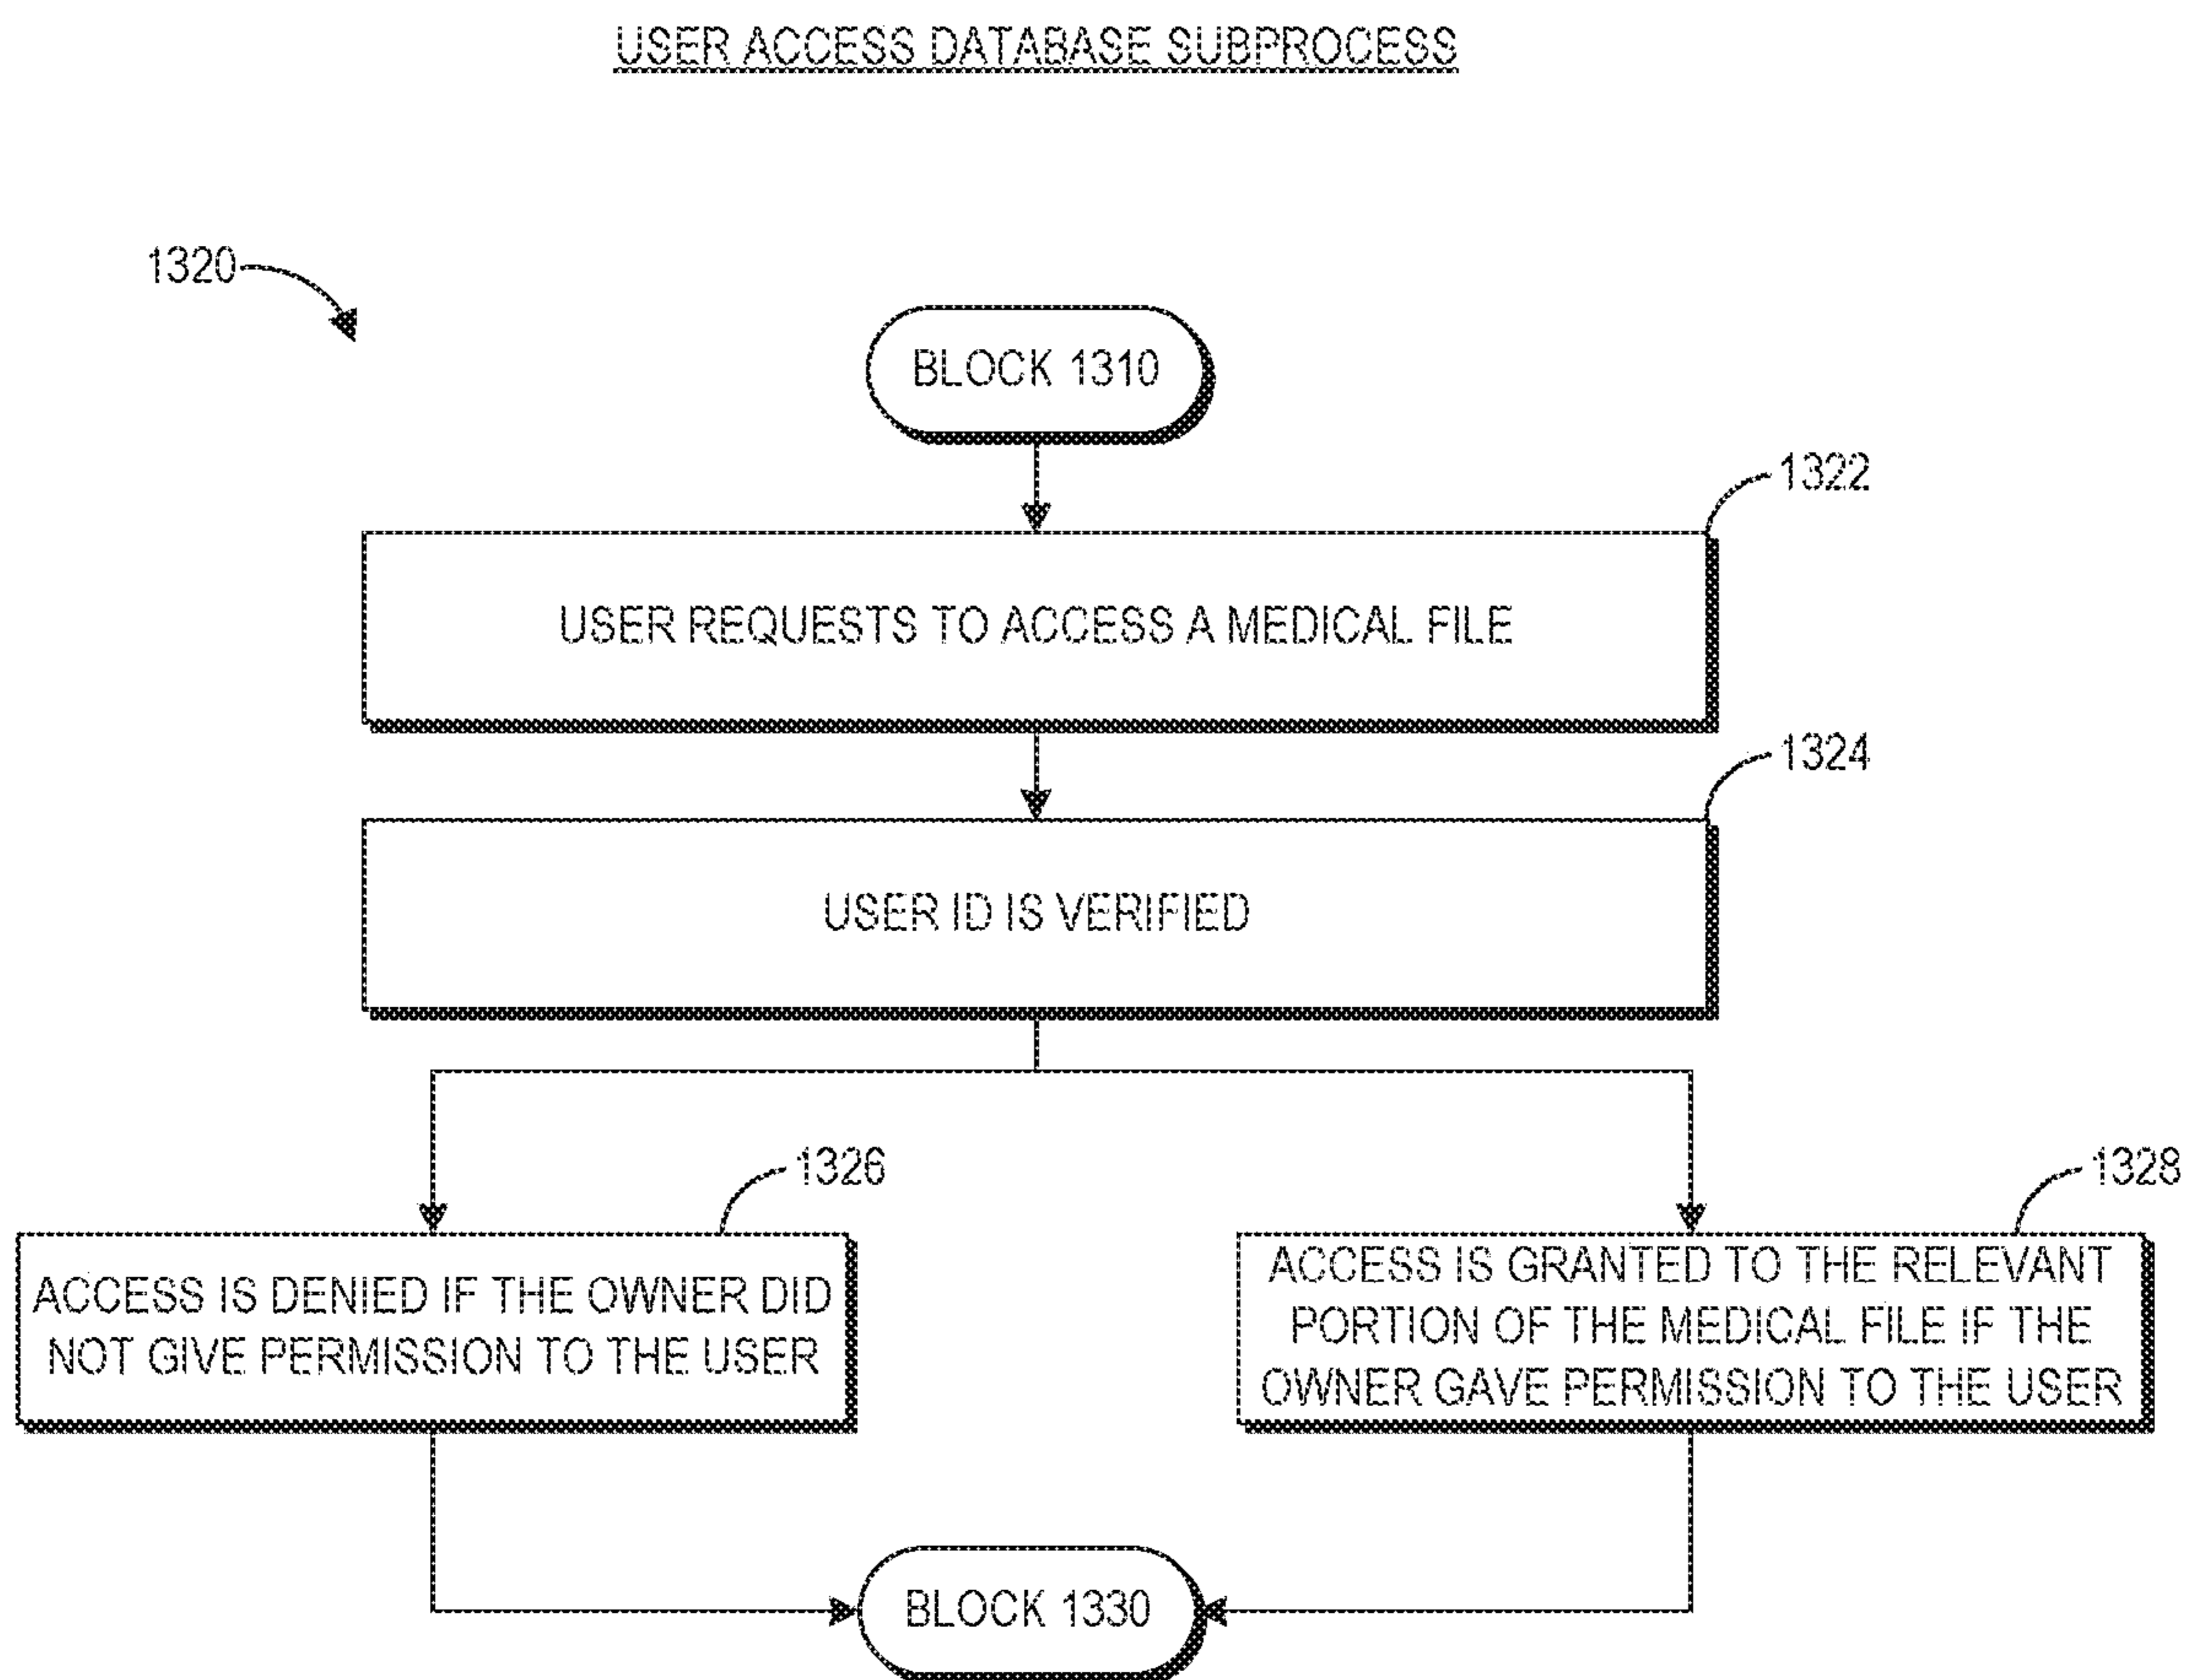 USER ACCESS DATABASE SUBPROCESS
1320
BLOCK 1310
1322
USER REQUESTS TO ACCESS A MEDICAL FILE
1324
USER ID IS VERIFIED
1326
ACCESS IS DENIED IF THE OWNER DID
NOT GIVE PERMISSION TO THE USER
1328
ACCESS IS GRANTED TO THE RELEVANT
PORTION OF THE MEDICAL FILE IF THE
OWNER GAVE PERMISSION TO THE USER
BLOCK 1330